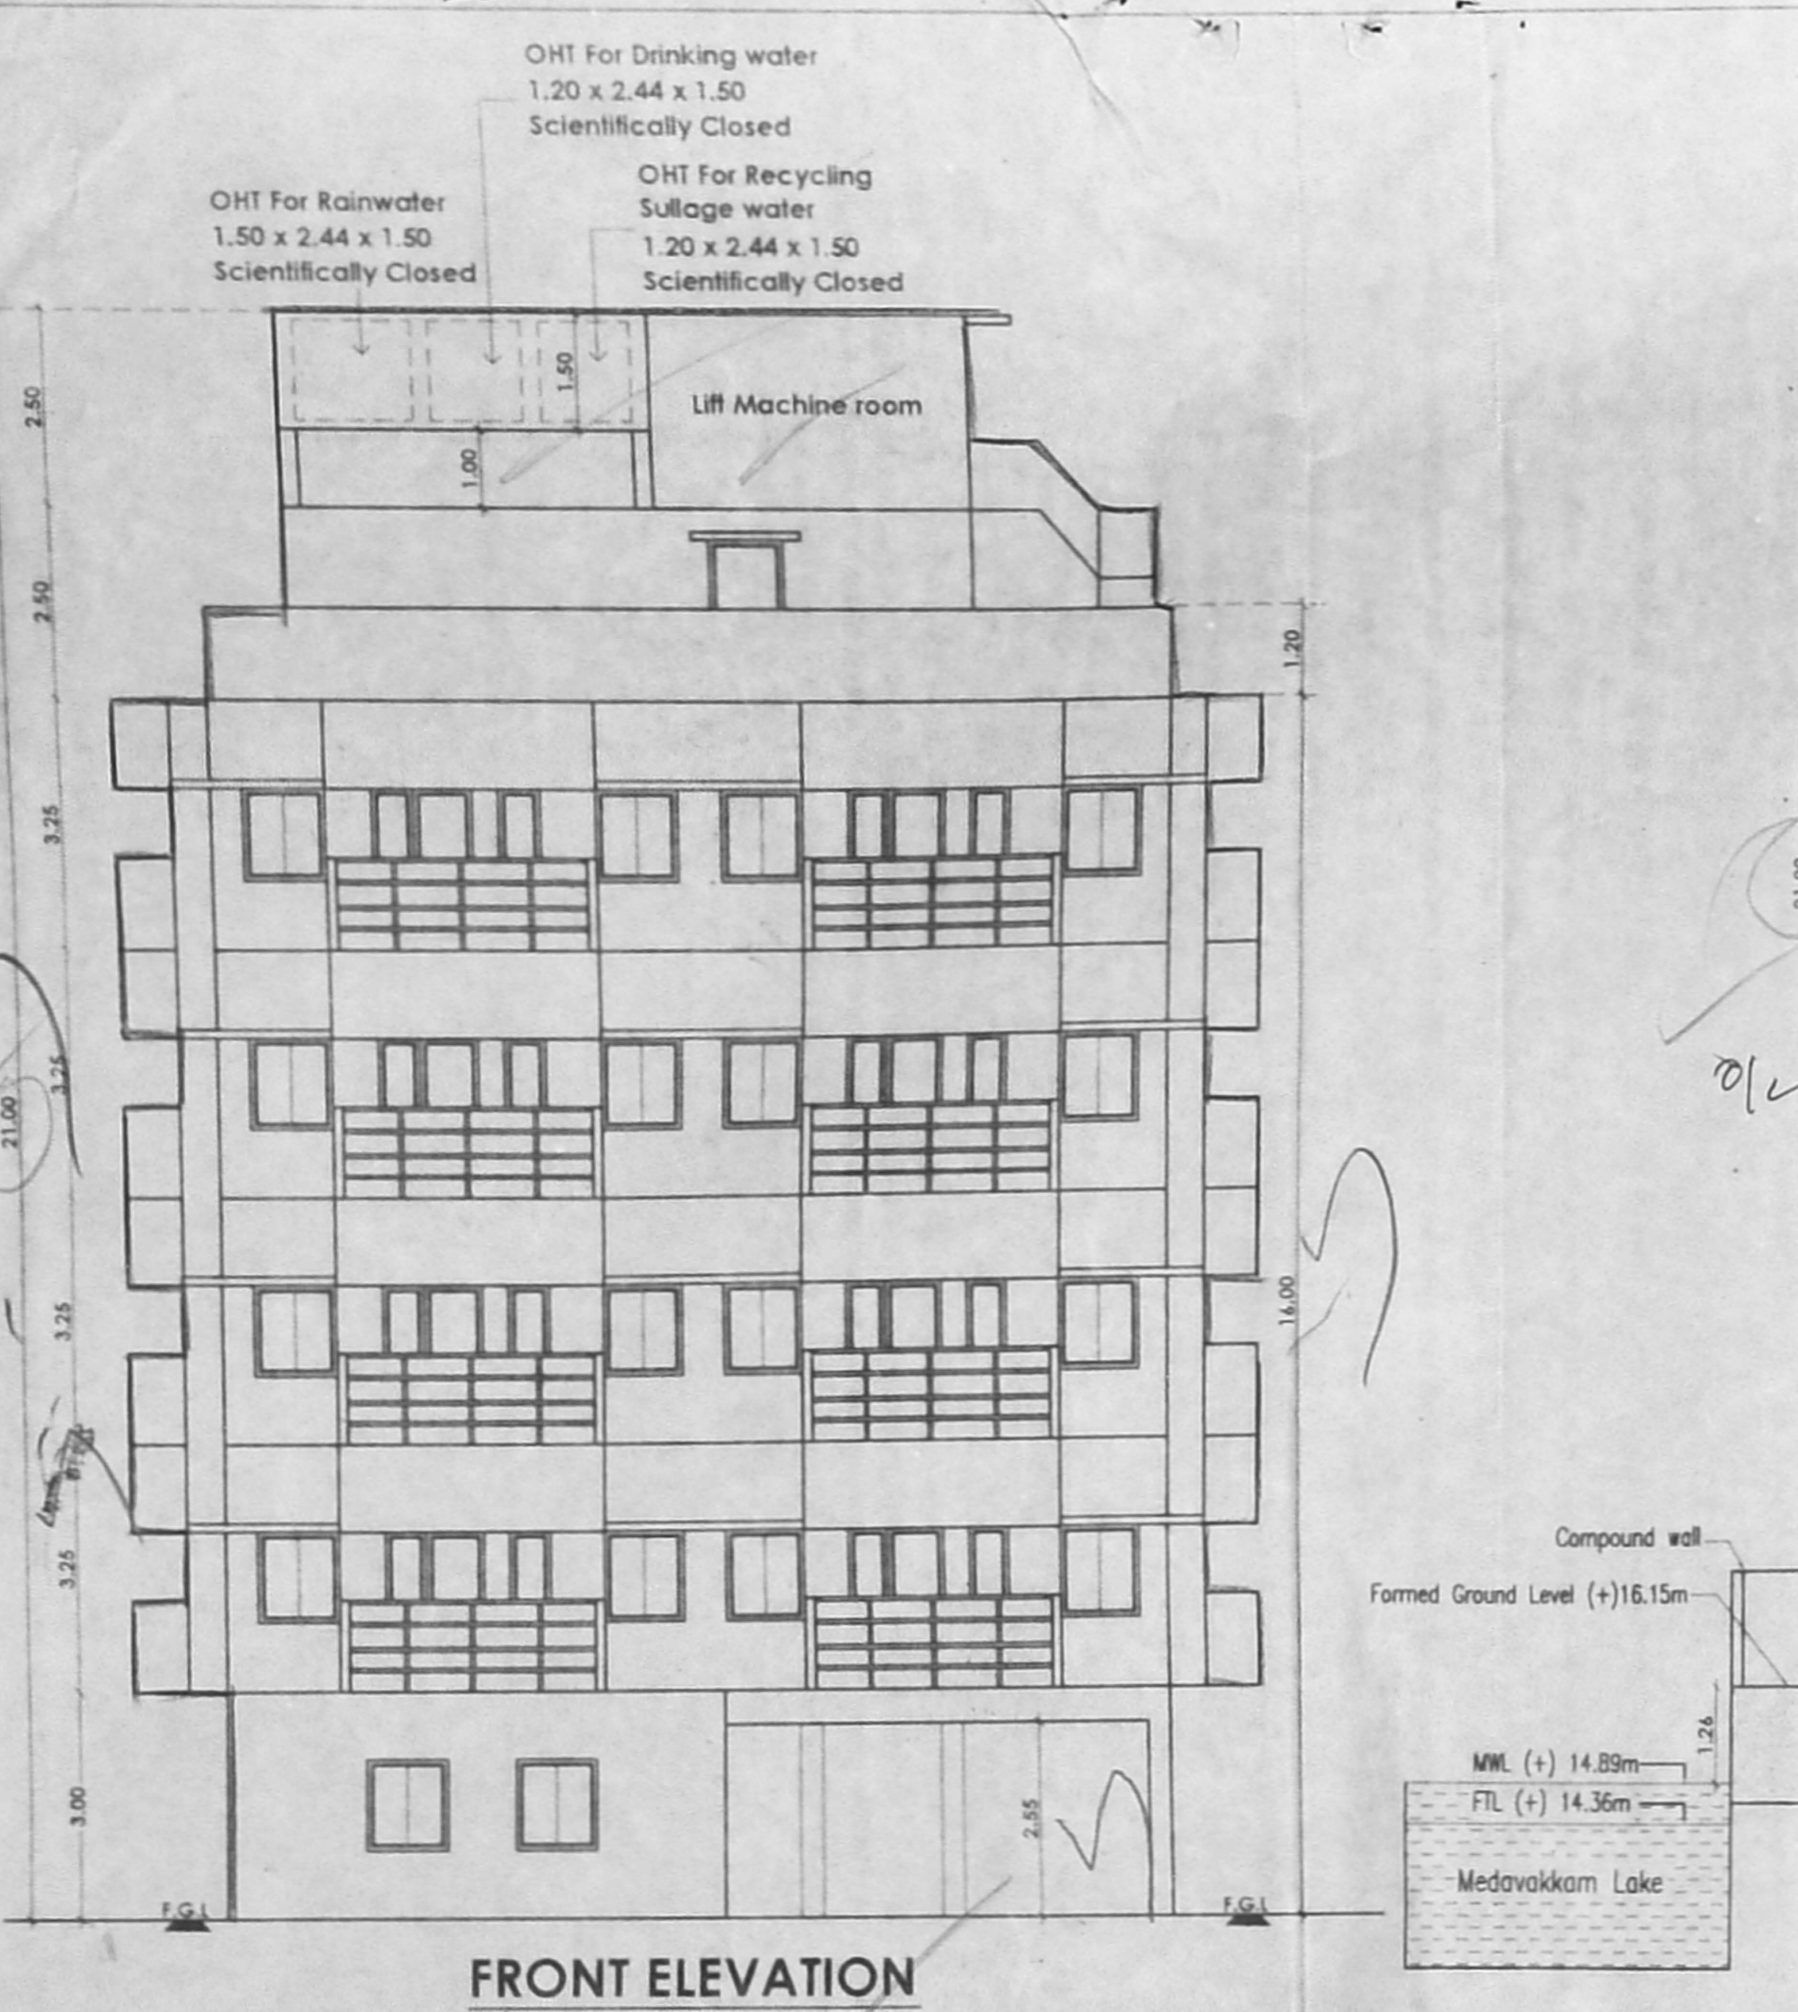 OHT For Drinking water
1.20 x 2.44 x 1.50
Scientifically Closed
OHT For Recycling
Sullage water
1.20 x 2.44 x 1.50
Scientifically Closed
OHT For Rainwater
1.50 x 2.44 x 1.50
Scientifically Closed
2.50
1.50
Lift Machine room
1.00
2.50
1.20
3.25
3.25
21.00
3.25
16.00
3.25
Compound wall
Formed Ground Level (+)16.15m
1.26
MWL (+) 14.89m
FTL (+) 14.36m
Medavakkam Lake
3.00
2.55
F.G.L
F.G.L
FRONT ELEVATION